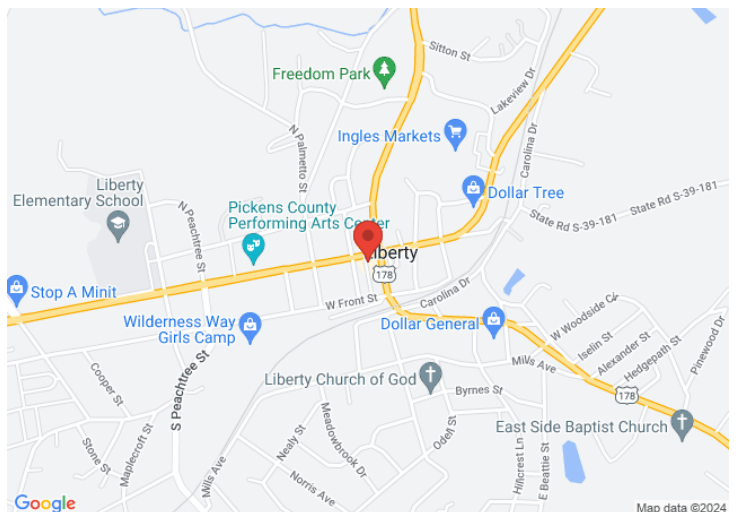 Sitton St
Freedom Park
Lakeview Dr
Ingles Markets
N Palmetto St
Carolina Dr
Liberty
Elementary School
Dollar Tree
State Rd S-39-181
State Rd S-39-181
N Peachtree St
Pickens County
Performing Arts Center
Liberty
178
Stop A Minit
W Front St
Carolina Dr
Wilderness Way
Girls Camp
Dollar General
W Woodside Cir
Iselin St
Alexander St
Hedgepath St
Pinewood Dr
S Peachtree St
Mills Ave
Cooper St
Liberty Church of God
Byrnes St
178
East Side Baptist Church
Meadowbrook Dr
Odell St
Nealy St
Stone St
Maplecroft St
Hillcrest Ln
E Beattie St
Mills Ave
Norris Ave
Google
Map data ©2024